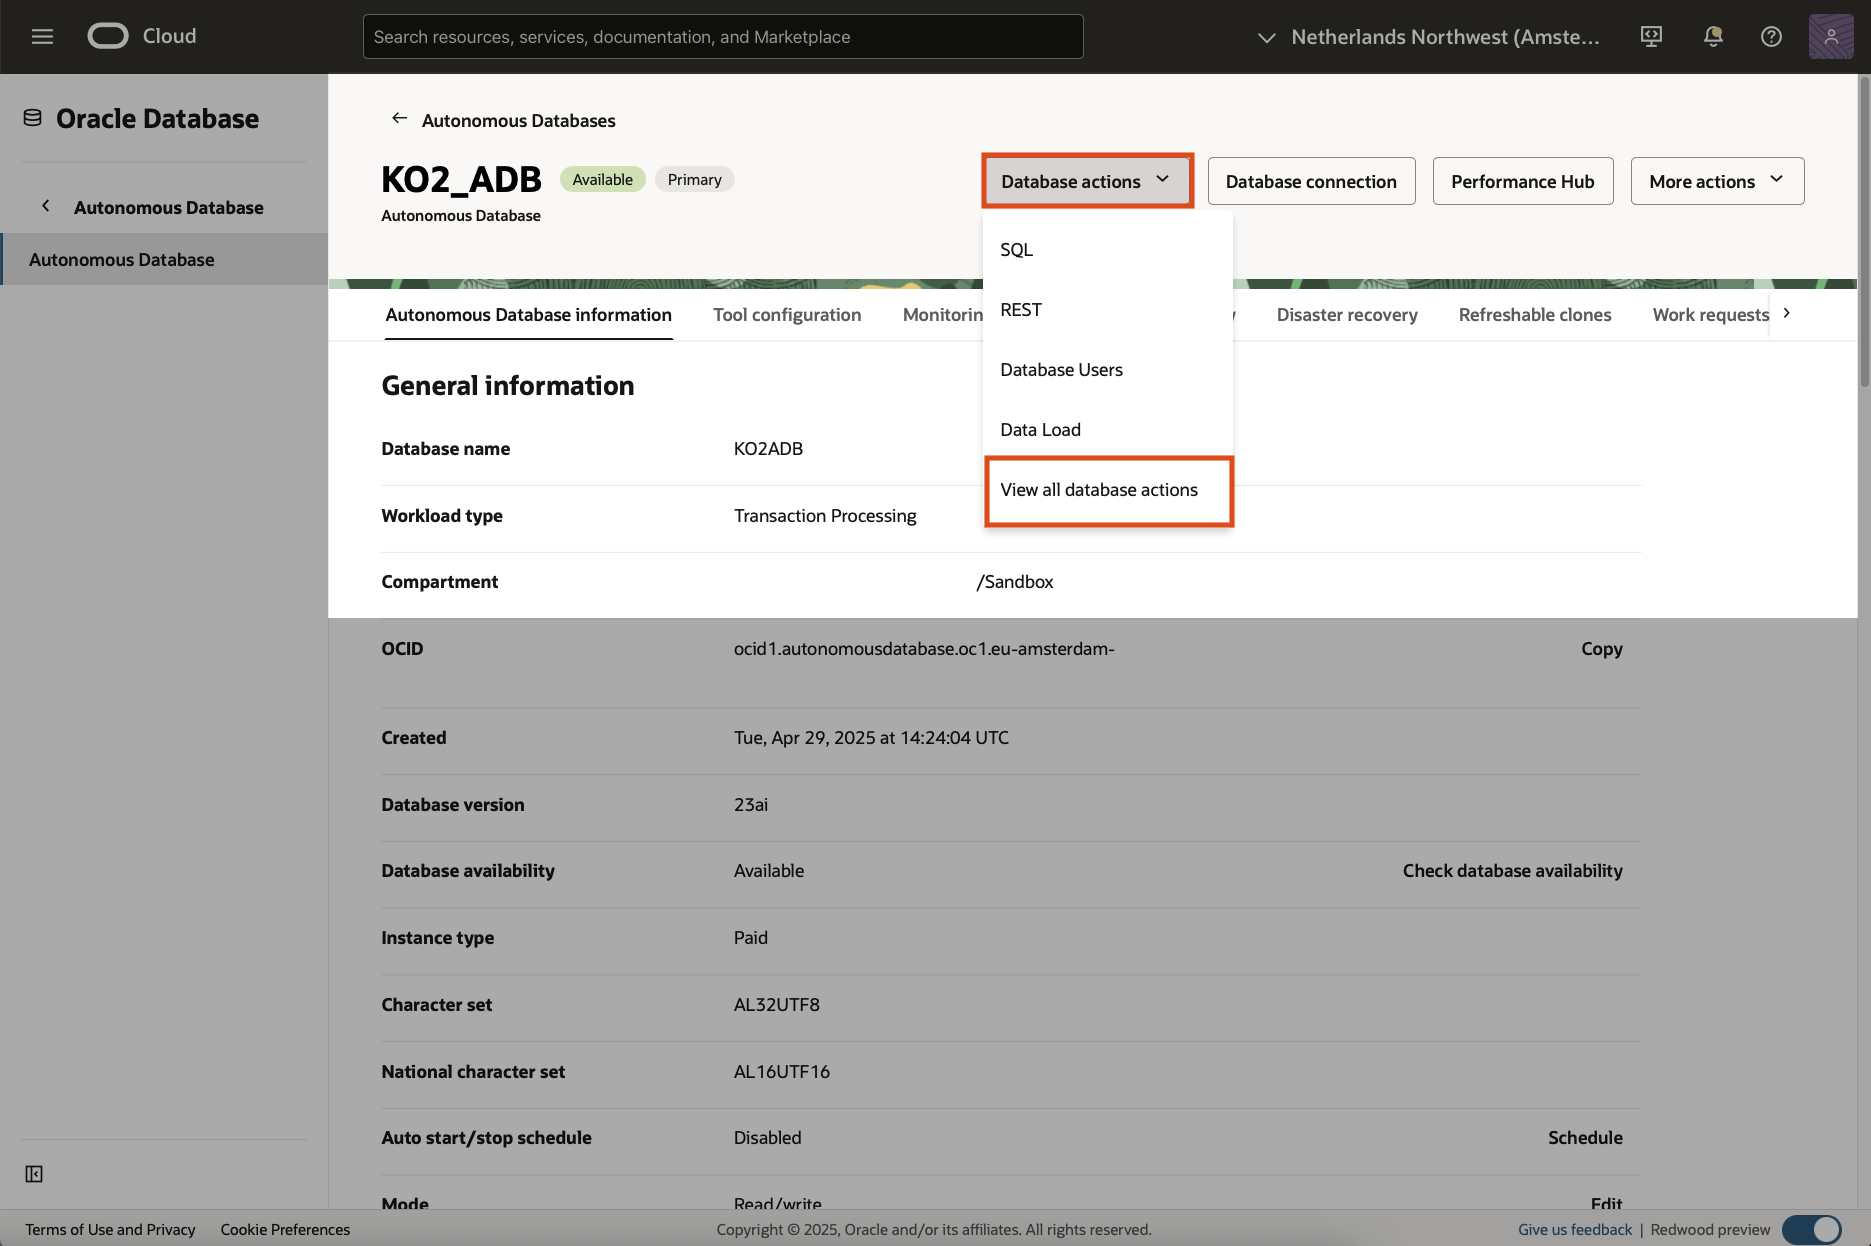 Cloud
Search resources, services, documentation, and Marketplace
Netherlands Northwest (Amste...
Oracle Database
Autonomous Database
Autonomous Database
Autonomous Databases
KO2_ADB
Available
Primary
Autonomous Database
Database actions
Database connection
Performance Hub
More actions
SQL
REST
Database Users
Data Load
View all database actions
Autonomous Database information
Tool configuration
Monitorin
Disaster recovery
Refreshable clones
Work requests
General information
Database name KO2ADB
Workload type Transaction Processing
Compartment /Sandbox
OCID ocid1.autonomousdatabase.oc1.eu-amsterdam- Copy
Created Tue, Apr 29, 2025 at 14:24:04 UTC
Database version 23ai
Database availability Available Check database availability
Instance type Paid
Character set AL32UTF8
National character set AL16UTF16
Auto start/stop schedule Disabled Schedule
Mode Read/write Edit
Terms of Use and Privacy Cookie Preferences Copyright © 2025, Oracle and/or its affiliates. All rights reserved. Give us feedback | Redwood preview